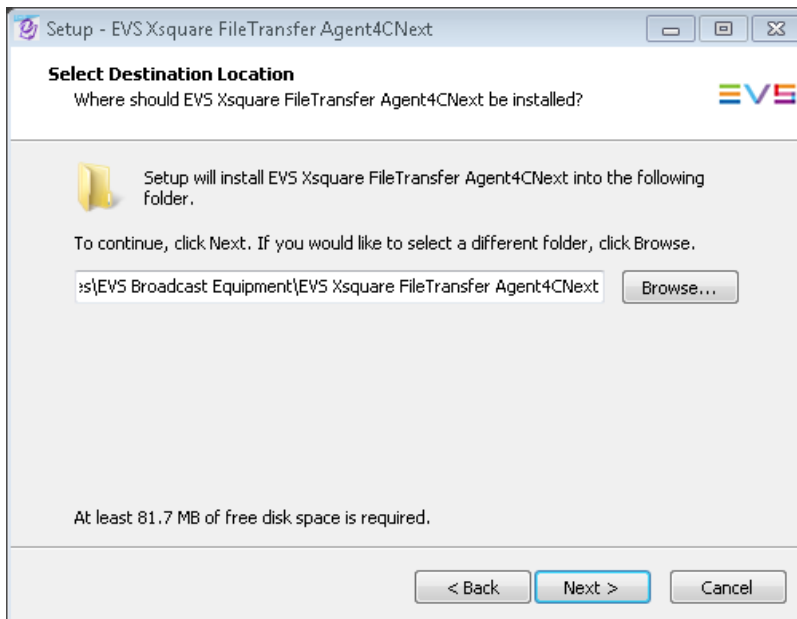 Setup - EVS Xsquare FileTransfer Agent4CNext
Select Destination Location
Where should EVS Xsquare FileTransfer Agent4CNext be installed?
EVS
Setup will install EVS Xsquare FileTransfer Agent4CNext into the following
folder.
To continue, click Next. If you would like to select a different folder, click Browse.
s\EVS Broadcast Equipment\EVS Xsquare FileTransfer Agent4CNext
Browse...
At least 81.7 MB of free disk space is required.
< Back
Next >
Cancel